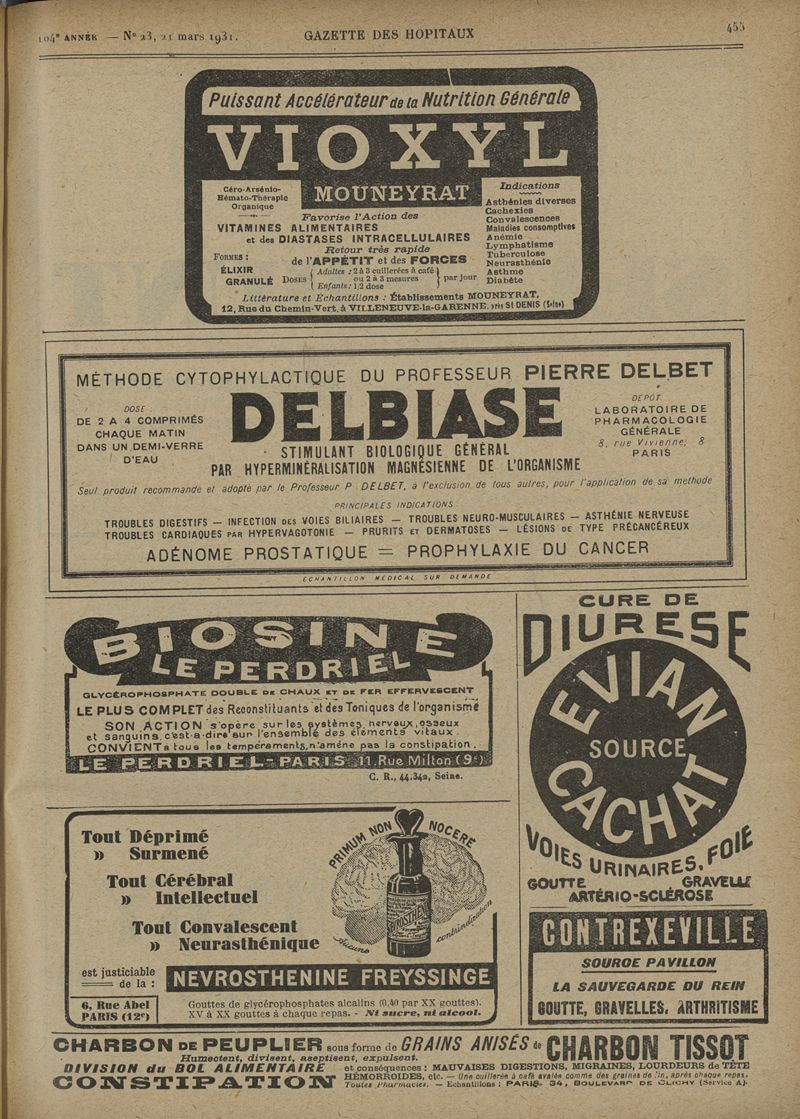 104e ANNÉE — No 23, 21 mars 1931.
GAZETTE DES HOPITAUX
455
Puissant Accélérateur de la Nutrition Générale
VIOXYL
MOUNEYRAT
Céro-Arsénio-
Hémato-Thérapie
Organique
Favorise l'Action des
VITAMINES ALIMENTAIRES
et des DIASTASES INTRACELLULAIRES
Retour très rapide
de l'APPÉTIT et des FORCES
FORMES :
ÉLIXIR
GRANULÉ
DOSES
Adultes : 2 à 3 cuillerées à café
ou 2 à 3 mesures
Enfants : 1/2 dose
par jour
Indications
Asthénies diverses
Cachexies
Convalescences
Maladies consomptives
Anémie
Lymphatisme
Tuberculose
Neurasthénie
Asthme
Diabète
Littérature et Echantillons : Établissements MOUNEYRAT,
12, Rue du Chemin-Vert, à VILLENEUVE-la-GARENNE, près St-DENIS (Seine)
MÉTHODE CYTOPHYLACTIQUE DU PROFESSEUR PIERRE DELBET
DOSE :
DE 2 A 4 COMPRIMÉS
CHAQUE MATIN
DANS UN DEMI-VERRE
D'EAU
DELBIASE
STIMULANT BIOLOGIQUE GÉNÉRAL
PAR HYPERMINÉRALISATION MAGNÉSIENNE DE L'ORGANISME
DÉPÔT
LABORATOIRE DE
PHARMACOLOGIE
GÉNÉRALE
8, rue Vivienne, 8
PARIS
Seul produit recommandé et adopté par le Professeur P. DELBET, à l'exclusion de tous autres, pour l'application de sa méthode
PRINCIPALES INDICATIONS
TROUBLES DIGESTIFS — INFECTION DES VOIES BILIAIRES — TROUBLES NEURO-MUSCULAIRES — ASTHÉNIE NERVEUSE
TROUBLES CARDIAQUES PAR HYPERVAGOTONIE — PRURITS ET DERMATOSES — LÉSIONS DE TYPE PRÉCANCÉREUX
ADÉNOME PROSTATIQUE = PROPHYLAXIE DU CANCER
ECHANTILLON MÉDICAL SUR DEMANDE
BIOSINE
LE PERDRIEL
GLYCÉROPHOSPHATE DOUBLE DE CHAUX ET DE FER EFFERVESCENT
LE PLUS COMPLET des Reconstituants et des Toniques de l'organisme
SON ACTION s'opère sur les systèmes nerveux, osseux
et sanguins, c'est-a-dire sur l'ensemble des éléments vitaux.
CONVIENT a tous les tempéraments, n'amène pas la constipation.
LE PERDRIEL - PARIS 11, Rue Milton (9e)
C. R., 44.342, Seine.
CURE DE
DIURESE
EVIAN
SOURCE
CACHAT
VOIES URINAIRES, FOIE
GOUTTE GRAVELLE
ARTÉRIO-SCLÉROSE
Tout Déprimé
» Surmené
Tout Cérébral
» Intellectuel
Tout Convalescent
» Neurasthénique
PRIMUM NON NOCERE
Aucune contrindication
est justiciable
de la :
NEVROSTHENINE FREYSSINGE
6, Rue Abel
PARIS (12e)
Gouttes de glycérophosphates alcalins (0,40 par XX gouttes).
XV à XX gouttes à chaque repas. - Ni sucre, ni alcool.
CONTREXEVILLE
SOURCE PAVILLON
LA SAUVEGARDE DU REIN
GOUTTE, GRAVELLES, ARTHRITISME
CHARBON DE PEUPLIER sous forme de GRAINS ANISÉS de CHARBON TISSOT
Humectent, divisent, aseptisent, expulsent.
DIVISION du BOL ALIMENTAIRE et conséquences : MAUVAISES DIGESTIONS, MIGRAINES, LOURDEURS de TÊTE
CONSTIPATION HÉMORROIDES, etc. — Une cuillerée à café avalée comme des graines de lin, après chaque repas.
Toutes Pharmacies. — Echantillons : PARIS, 34, BOULEVARD DE CLICHY (Service A).